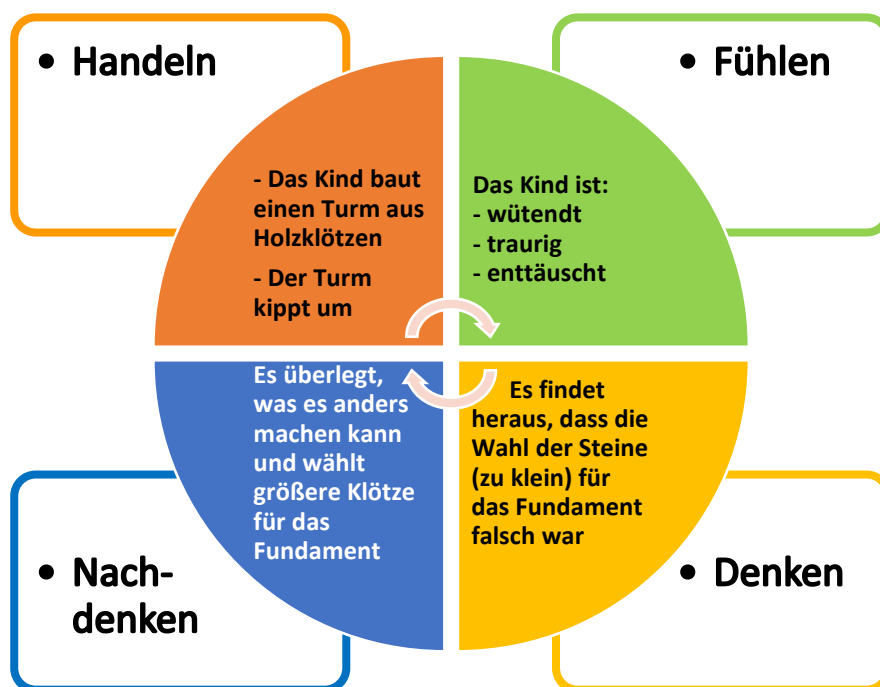 • Handeln
• Fühlen
- Das Kind baut
einen Turm aus
Holzklötzen
- Der Turm
kippt um
Das Kind ist:
- wütendt
- traurig
- enttäuscht
Es überlegt,
was es anders
machen kann
und wählt
größere Klötze
für das
Fundament
Es findet
heraus, dass die
Wahl der Steine
(zu klein) für
das Fundament
falsch war
• Nach-
denken
• Denken